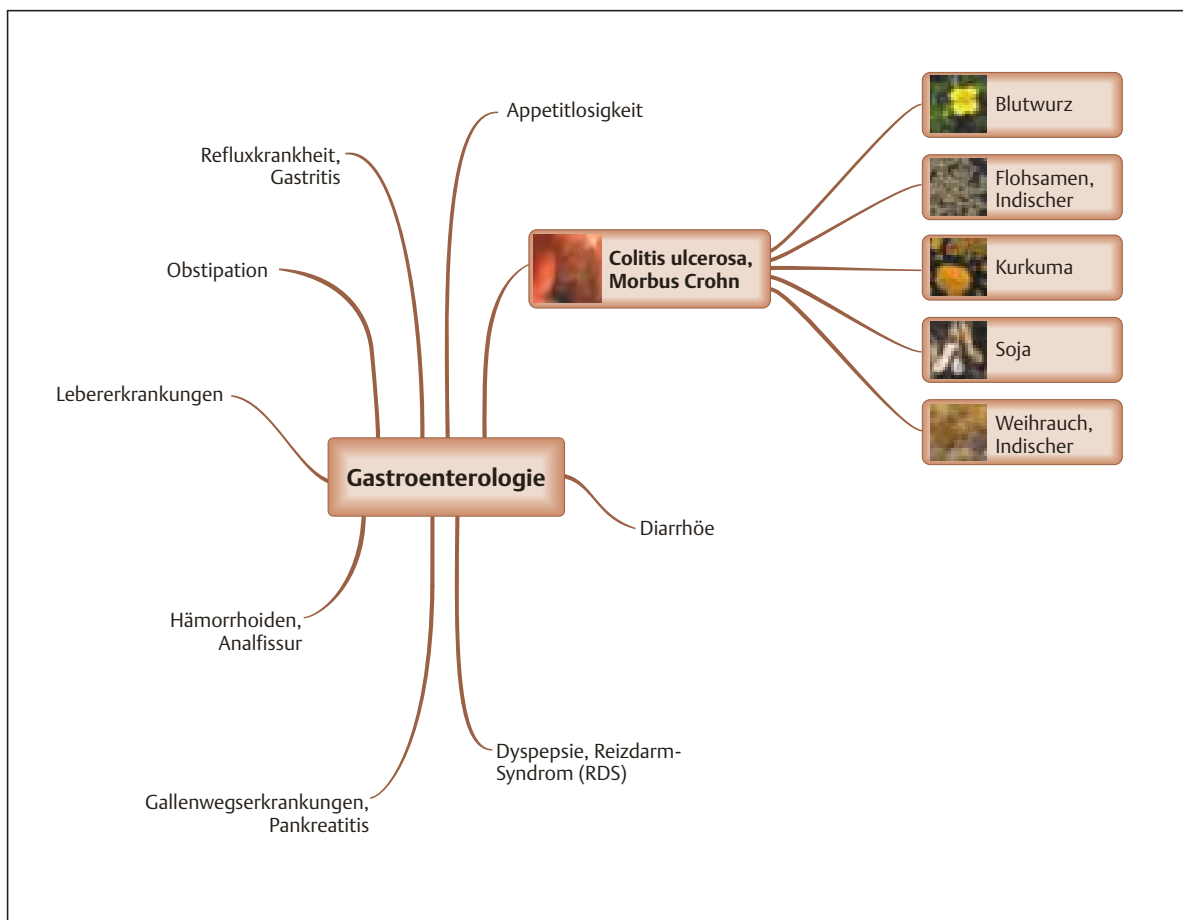 Appetitlosigkeit
Refluxkrankheit,
Gastritis
Obstipation
Lebererkrankungen
Gastroenterologie
Hämorrhoiden,
Analfissur
Gallenwegserkrankungen,
Pankreatitis
Dyspepsie, Reizdarm-
Syndrom (RDS)
Diarrhöe
Colitis ulcerosa,
Morbus Crohn
Blutwurz
Flohsamen,
Indischer
Kurkuma
Soja
Weihrauch,
Indischer